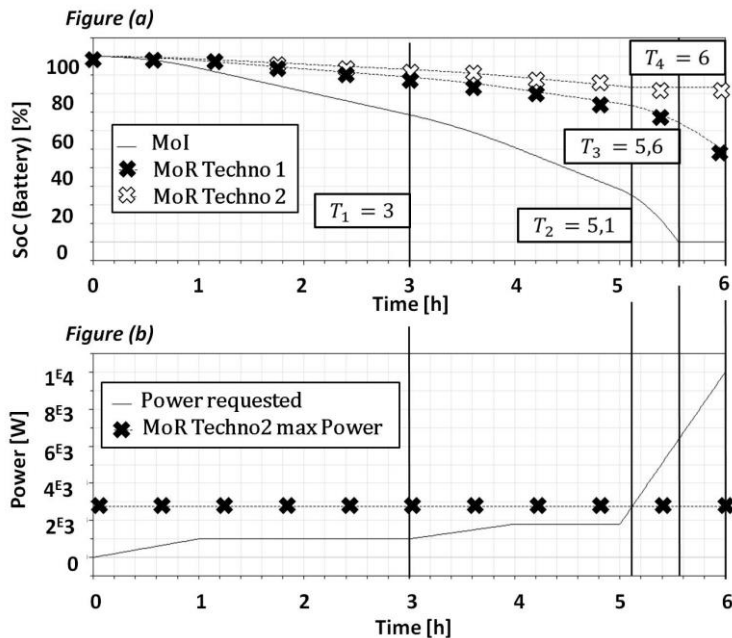 Figure (a)
SoC (Battery) [%]
100
80
60
40
20
0
MoI
MoR Techno 1
MoR Techno 2
T₁ = 3
T₂ = 5,1
T₃ = 5,6
T₄ = 6
0 1 2 3 4 5 6
Time [h]
Figure (b)
Power [W]
1ᴱ4
8ᴱ3
6ᴱ3
4ᴱ3
2ᴱ3
0
Power requested
MoR Techno2 max Power
0 1 2 3 4 5 6
Time [h]